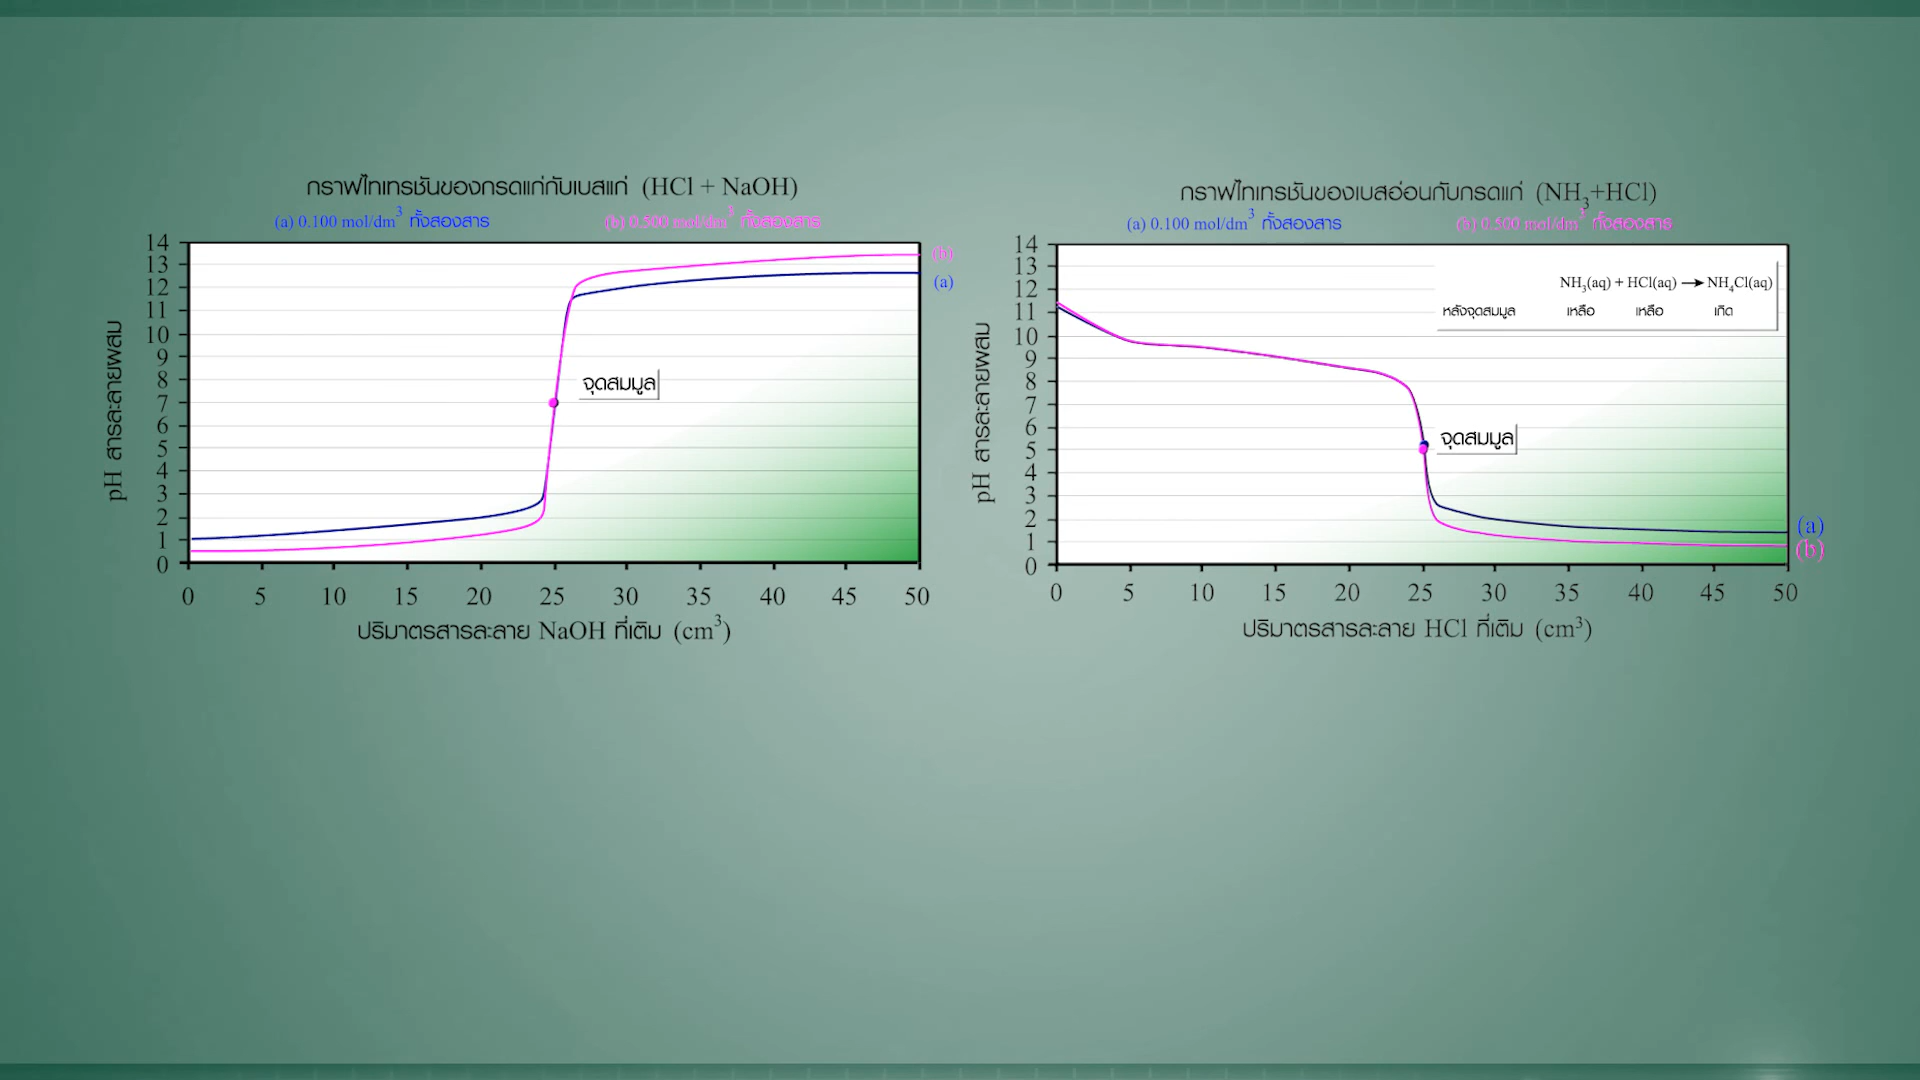 กราฟไทเทรชันของกรดแก่กับเบสแก่ (HCl + NaOH)
(a) 0.100 mol/dm³ ทั้งสองสาร (b) 0.500 mol/dm³ ทั้งสองสาร
14
13
12
11
10
9
8
7
6
5
4
3
2
1
0
pH สารละลายผสม
(b)
(a)
จุดสมมูล
0 5 10 15 20 25 30 35 40 45 50
ปริมาตรสารละลาย NaOH ที่เติม (cm³)
กราฟไทเทรชันของเบสอ่อนกับกรดแก่ (NH₃+HCl)
(a) 0.100 mol/dm³ ทั้งสองสาร (b) 0.500 mol/dm³ ทั้งสองสาร
14
13
12
11
10
9
8
7
6
5
4
3
2
1
0
pH สารละลายผสม
NH₃(aq) + HCl(aq) → NH₄Cl(aq)
หลังจุดสมมูล เหลือ เหลือ เกิด
จุดสมมูล
(a)
(b)
0 5 10 15 20 25 30 35 40 45 50
ปริมาตรสารละลาย HCl ที่เติม (cm³)